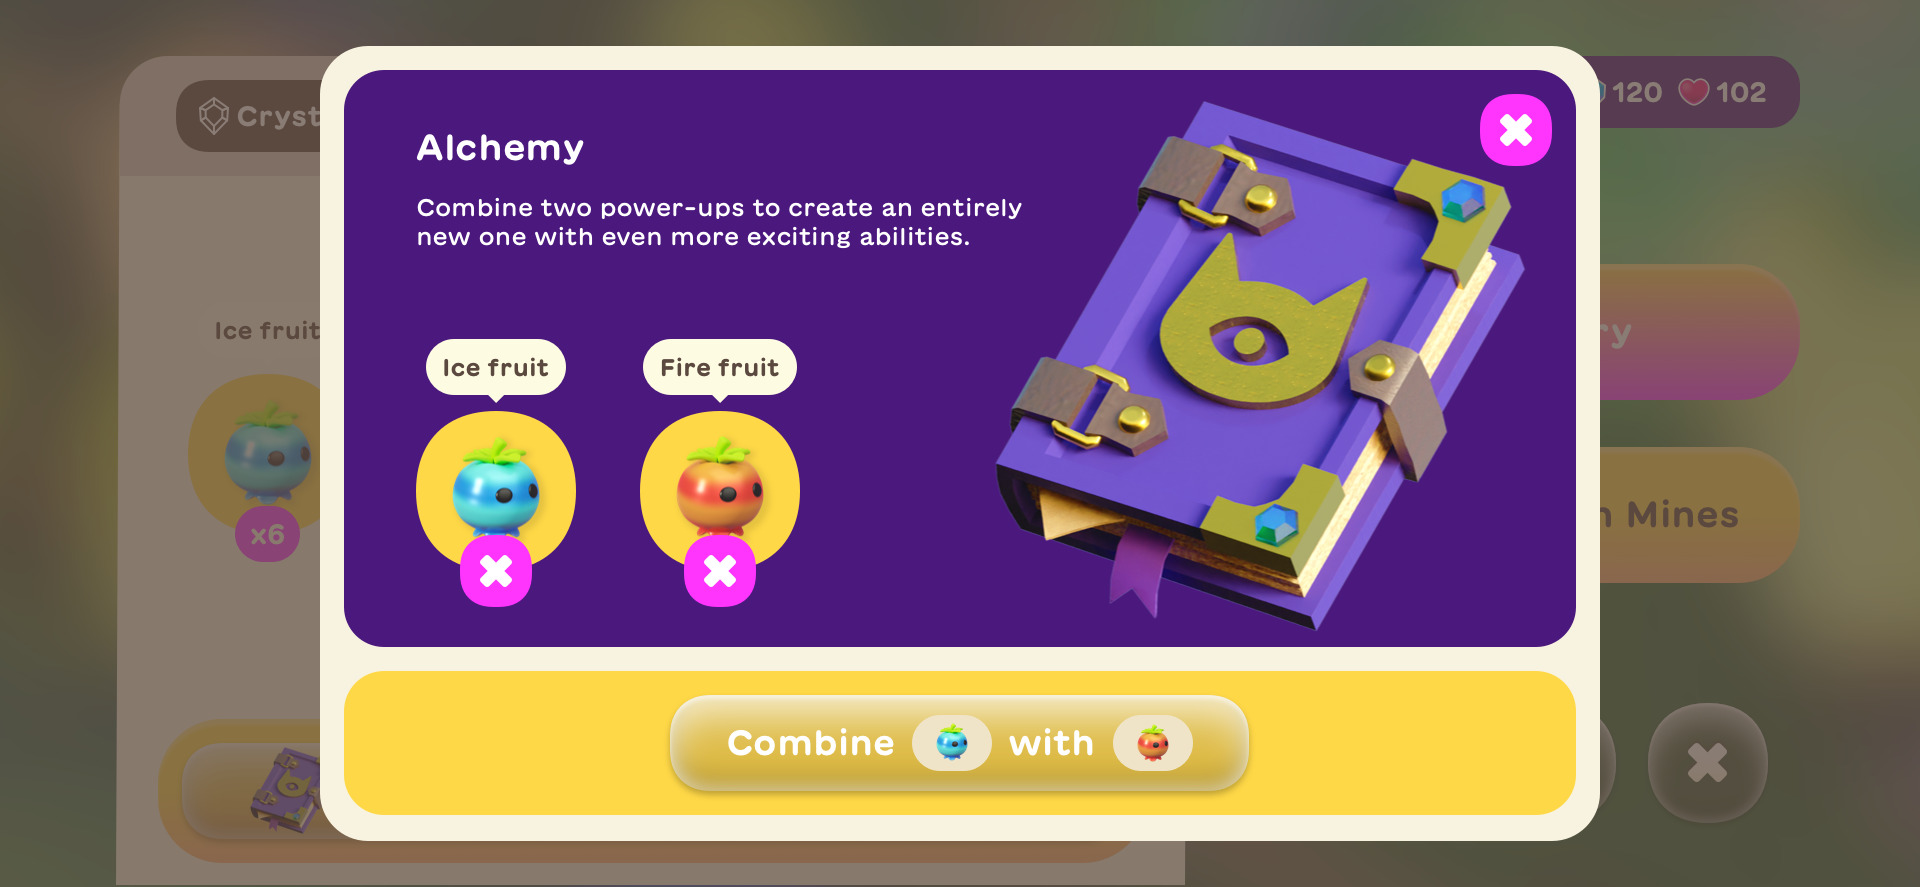 Cryst
120 102
Alchemy
Combine two power-ups to create an entirely
new one with even more exciting abilities.
Ice fruit
Ice fruit
Fire fruit
ry
x6
n Mines
Combine with